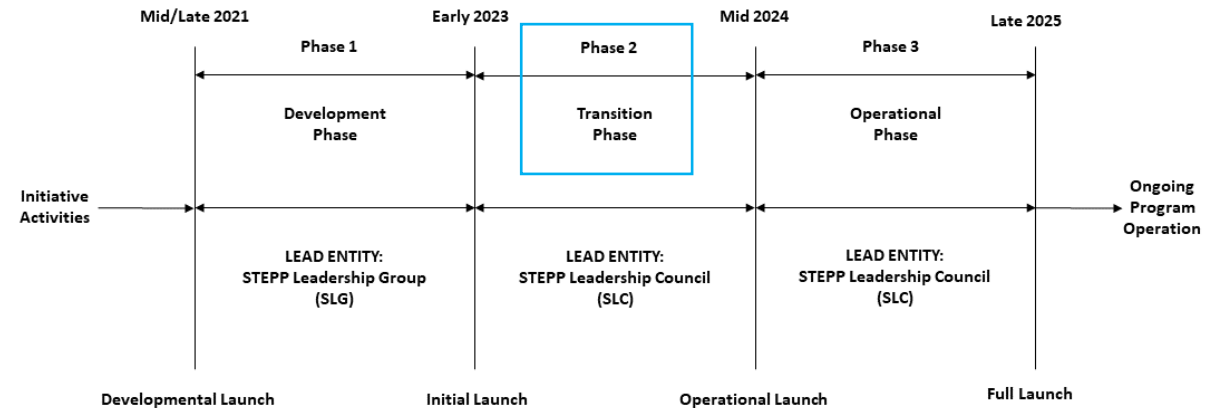 Mid/Late 2021
Early 2023
Mid 2024
Late 2025
Phase 1
Phase 2
Phase 3
Development
Phase
Transition
Phase
Operational
Phase
Initiative
Activities
Ongoing
Program
Operation
LEAD ENTITY:
STEPP Leadership Group
(SLG)
LEAD ENTITY:
STEPP Leadership Council
(SLC)
LEAD ENTITY:
STEPP Leadership Council
(SLC)
Developmental Launch
Initial Launch
Operational Launch
Full Launch